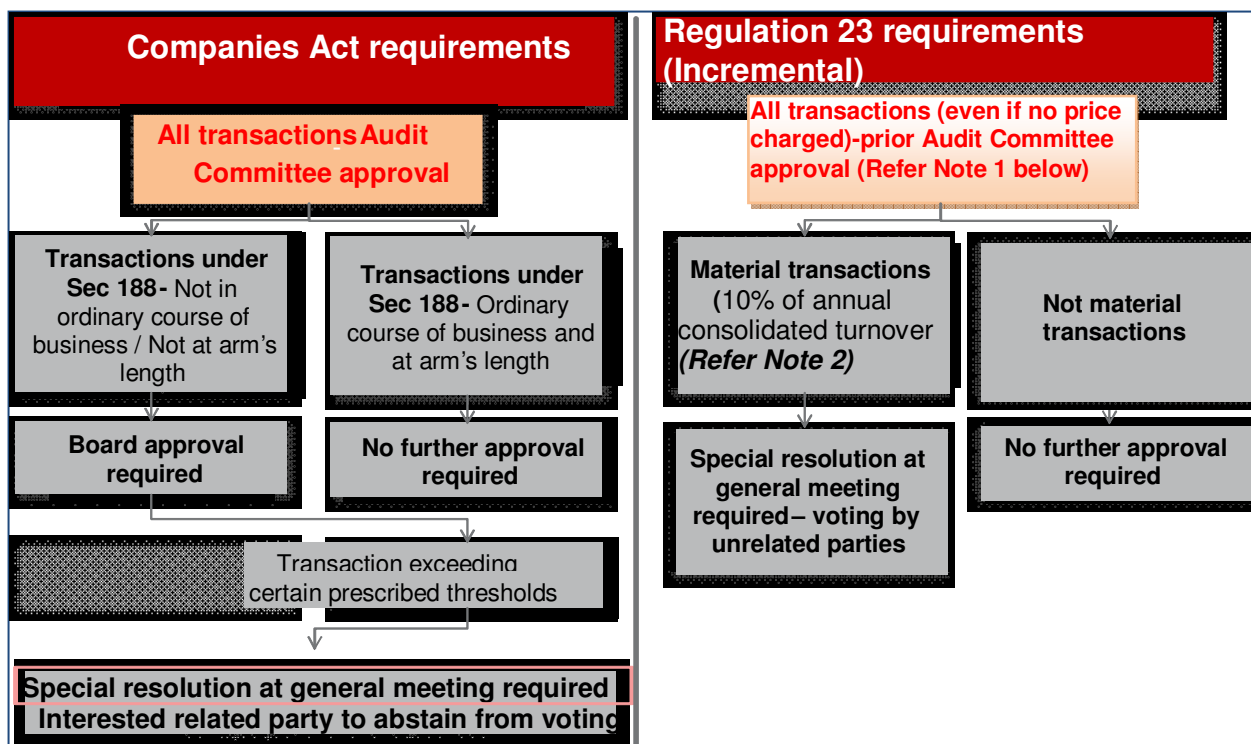 Companies Act requirements
All transactions-Audit
Committee approval
Transactions under
Sec 188- Not in
ordinary course of
business / Not at arm's
length
Transactions under
Sec 188- Ordinary
course of business and
at arm's length
Board approval
required
No further approval
required
Transaction exceeding
certain prescribed thresholds
Special resolution at general meeting required
Interested related party to abstain from voting
Regulation 23 requirements
(Incremental)
All transactions (even if no price
charged)-prior Audit Committee
approval (Refer Note 1 below)
Material transactions
(10% of annual
consolidated turnover
(Refer Note 2)
Not material
transactions
Special resolution at
general meeting
required– voting by
unrelated parties
No further approval
required